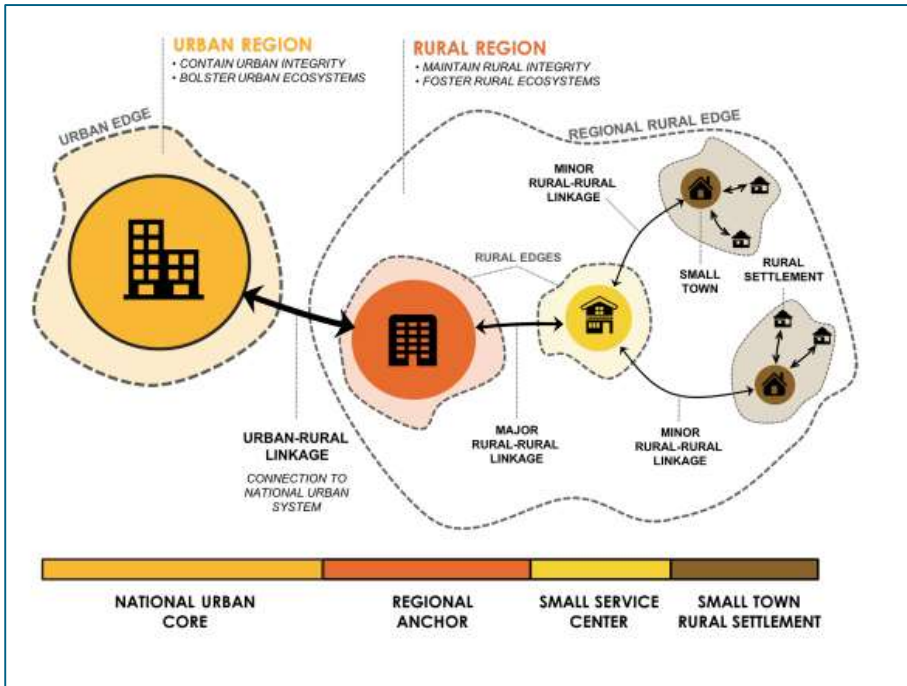 URBAN REGION
• CONTAIN URBAN INTEGRITY
• BOLSTER URBAN ECOSYSTEMS
RURAL REGION
• MAINTAIN RURAL INTEGRITY
• FOSTER RURAL ECOSYSTEMS
URBAN EDGE
REGIONAL RURAL EDGE
MINOR
RURAL-RURAL
LINKAGE
RURAL EDGES
SMALL
TOWN
RURAL
SETTLEMENT
URBAN-RURAL
LINKAGE
CONNECTION TO
NATIONAL URBAN
SYSTEM
MAJOR
RURAL-RURAL
LINKAGE
MINOR
RURAL-RURAL
LINKAGE
NATIONAL URBAN
CORE
REGIONAL
ANCHOR
SMALL SERVICE
CENTER
SMALL TOWN
RURAL SETTLEMENT